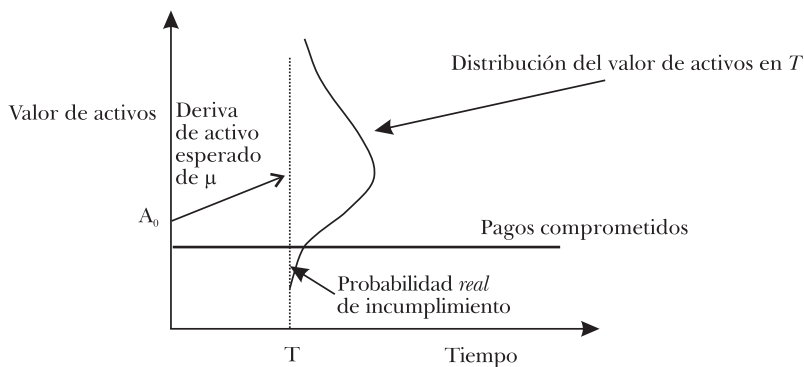 Distribución del valor de activos en T
Valor de activos
Deriva
de activo
esperado
de μ
A₀
Pagos comprometidos
Probabilidad real
de incumplimiento
T
Tiempo